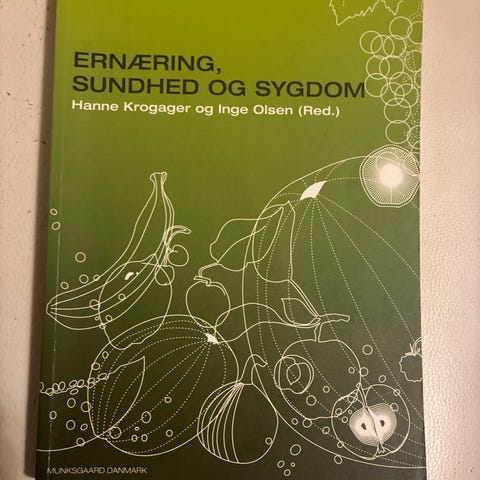 ERNÆRING,
SUNDHED OG SYGDOM
Hanne Krogager og Inge Olsen (Red.)
MUNKSGAARD DANMARK